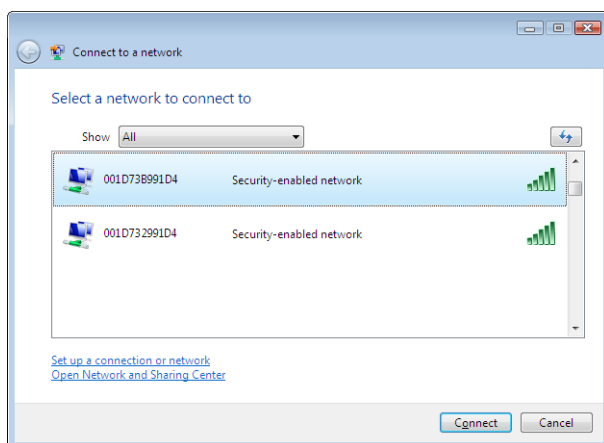 Connect to a network
Select a network to connect to
Show All
001D73B991D4 Security-enabled network
001D732991D4 Security-enabled network
Set up a connection or network
Open Network and Sharing Center
Connect Cancel